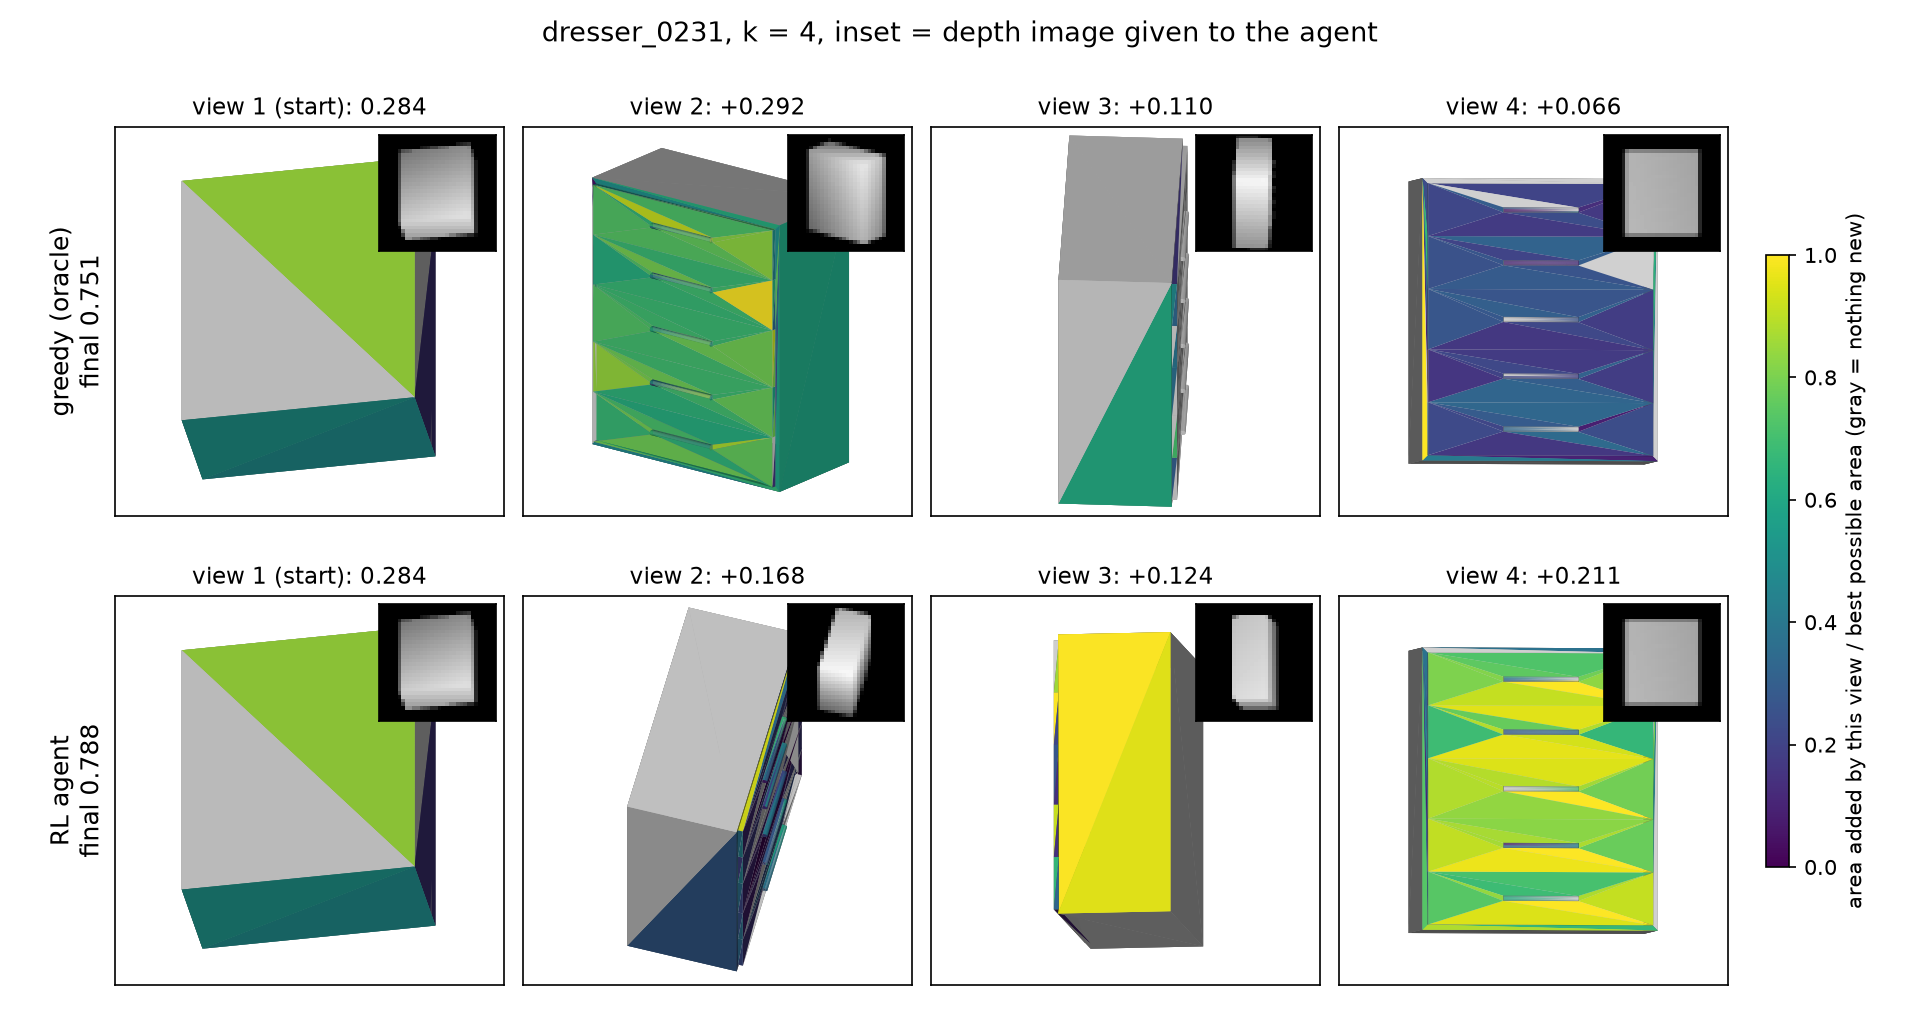 dresser_0231, k = 4, inset = depth image given to the agent
view 1 (start): 0.284
view 2: +0.292
view 3: +0.110
view 4: +0.066
greedy (oracle)
final 0.751
view 1 (start): 0.284
view 2: +0.168
view 3: +0.124
view 4: +0.211
RL agent
final 0.788
1.0
0.8
0.6
0.4
0.2
0.0
area added by this view / best possible area (gray = nothing new)